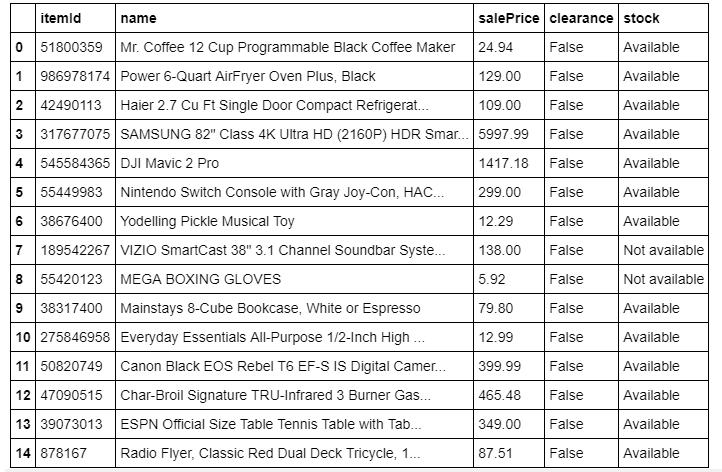 itemId name salePrice clearance stock
0 51800359 Mr. Coffee 12 Cup Programmable Black Coffee Maker 24.94 False Available
1 986978174 Power 6-Quart AirFryer Oven Plus, Black 129.00 False Available
2 42490113 Haier 2.7 Cu Ft Single Door Compact Refrigerat... 109.00 False Available
3 317677075 SAMSUNG 82" Class 4K Ultra HD (2160P) HDR Smar... 5997.99 False Available
4 545584365 DJI Mavic 2 Pro 1417.18 False Available
5 55449983 Nintendo Switch Console with Gray Joy-Con, HAC... 299.00 False Available
6 38676400 Yodelling Pickle Musical Toy 12.29 False Available
7 189542267 VIZIO SmartCast 38" 3.1 Channel Soundbar Syste... 138.00 False Not available
8 55420123 MEGA BOXING GLOVES 5.92 False Not available
9 38317400 Mainstays 8-Cube Bookcase, White or Espresso 79.80 False Available
10 275846958 Everyday Essentials All-Purpose 1/2-Inch High ... 12.99 False Available
11 50820749 Canon Black EOS Rebel T6 EF-S IS Digital Camer... 399.99 False Available
12 47090515 Char-Broil Signature TRU-Infrared 3 Burner Gas... 465.48 False Available
13 39073013 ESPN Official Size Table Tennis Table with Tab... 349.00 False Available
14 878167 Radio Flyer, Classic Red Dual Deck Tricycle, 1... 87.51 False Available